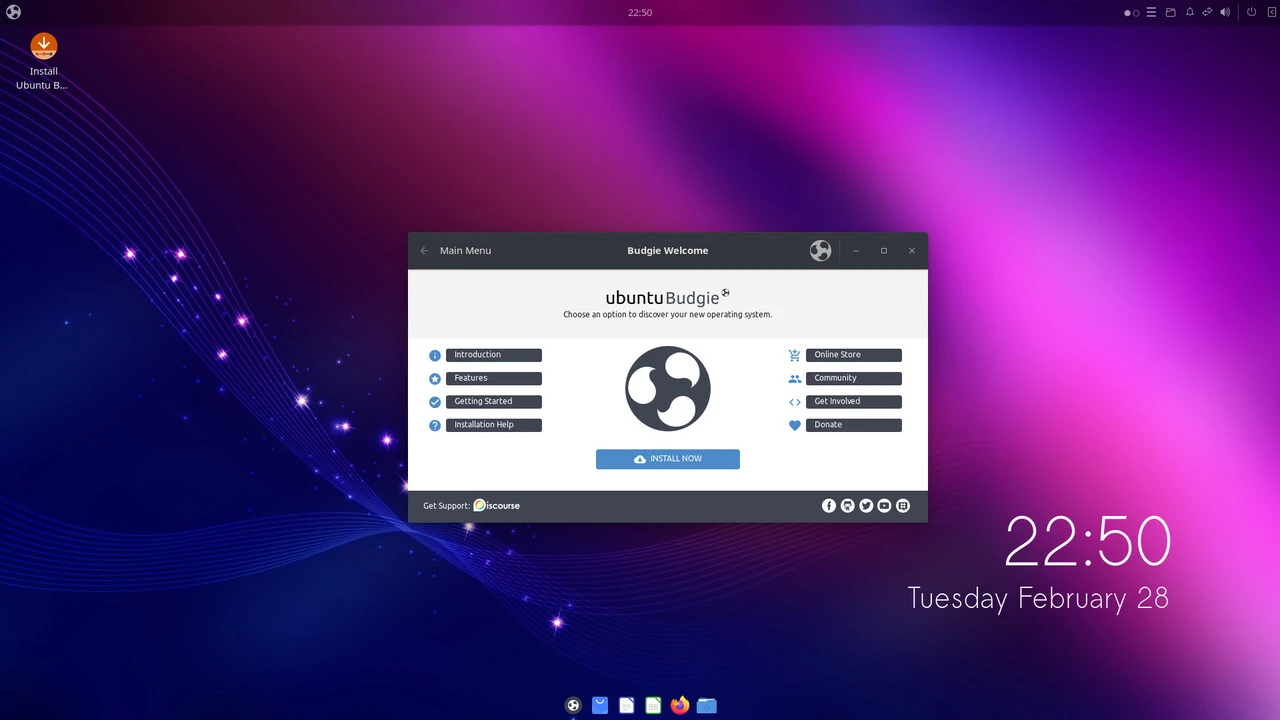 22:50
Install
Ubuntu B...
Main Menu
Budgie Welcome
ubuntu Budgie
Choose an option to discover your new operating system.
Introduction
Features
Getting Started
Installation Help
Online Store
Community
Get Involved
Donate
INSTALL NOW
Get Support: Discourse
22:50
Tuesday February 28